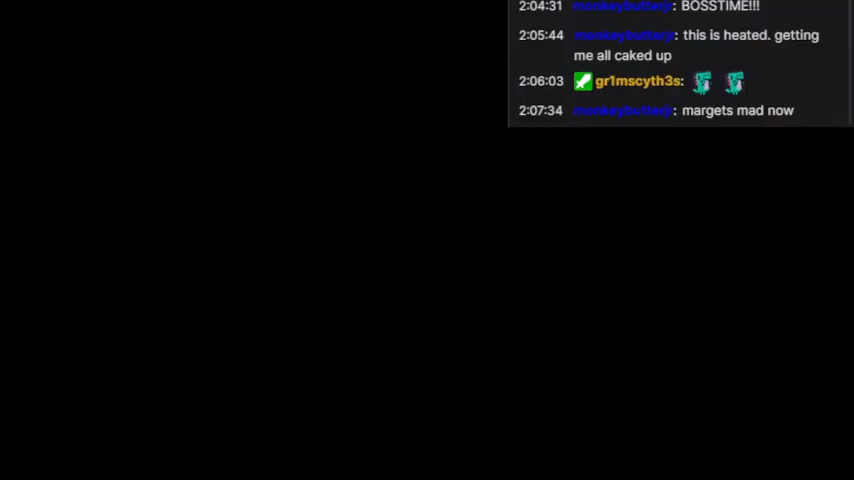 2:04:31 monkeybutterjr: BOSSTIME!!!
2:05:44 monkeybutterjr: this is heated. getting
me all caked up
2:06:03 gr1mscyth3s:
2:07:34 monkeybutterjr: margets mad now